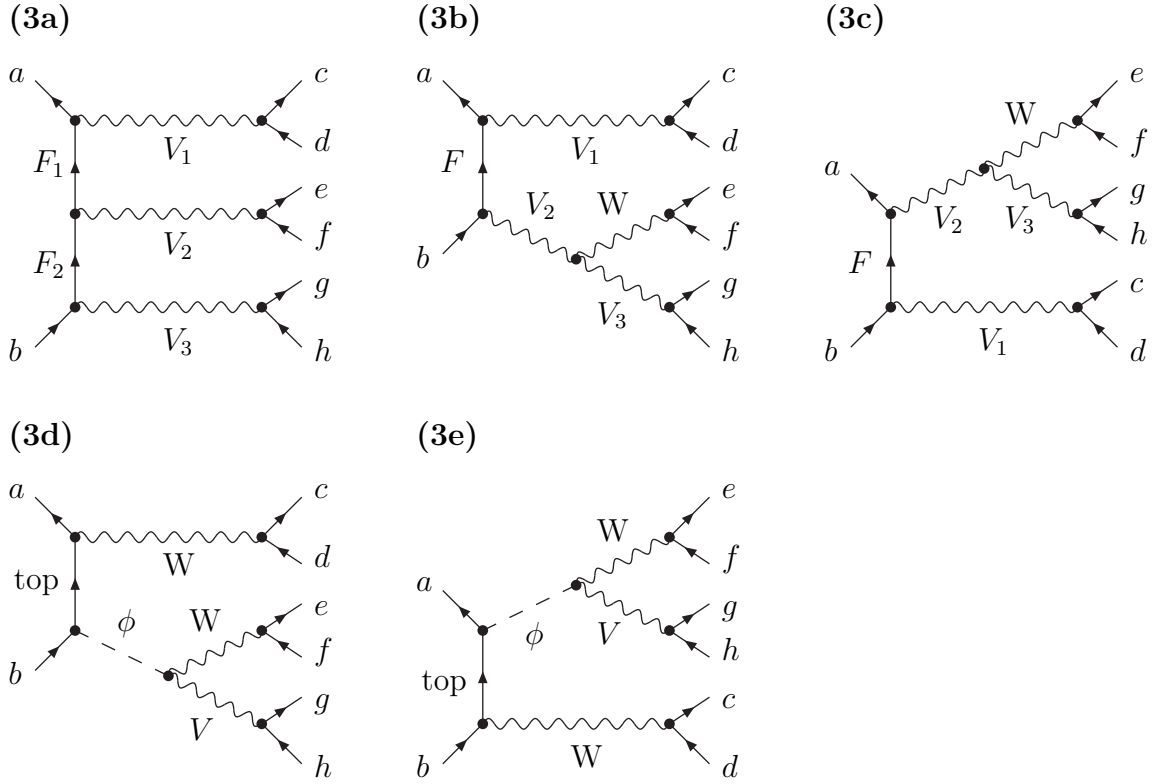 (3a)
a
c
d
V₁
F₁
e
f
V₂
F₂
g
h
V₃
b
(3b)
a
c
d
V₁
F
e
f
W
V₂
b
g
h
V₃
(3c)
e
W
f
a
g
V₂
V₃
h
F
c
V₁
b
d
(3d)
a
c
d
W
top
ϕ
W
e
f
b
g
V
h
(3e)
e
W
f
a
ϕ
g
V
h
top
c
W
b
d